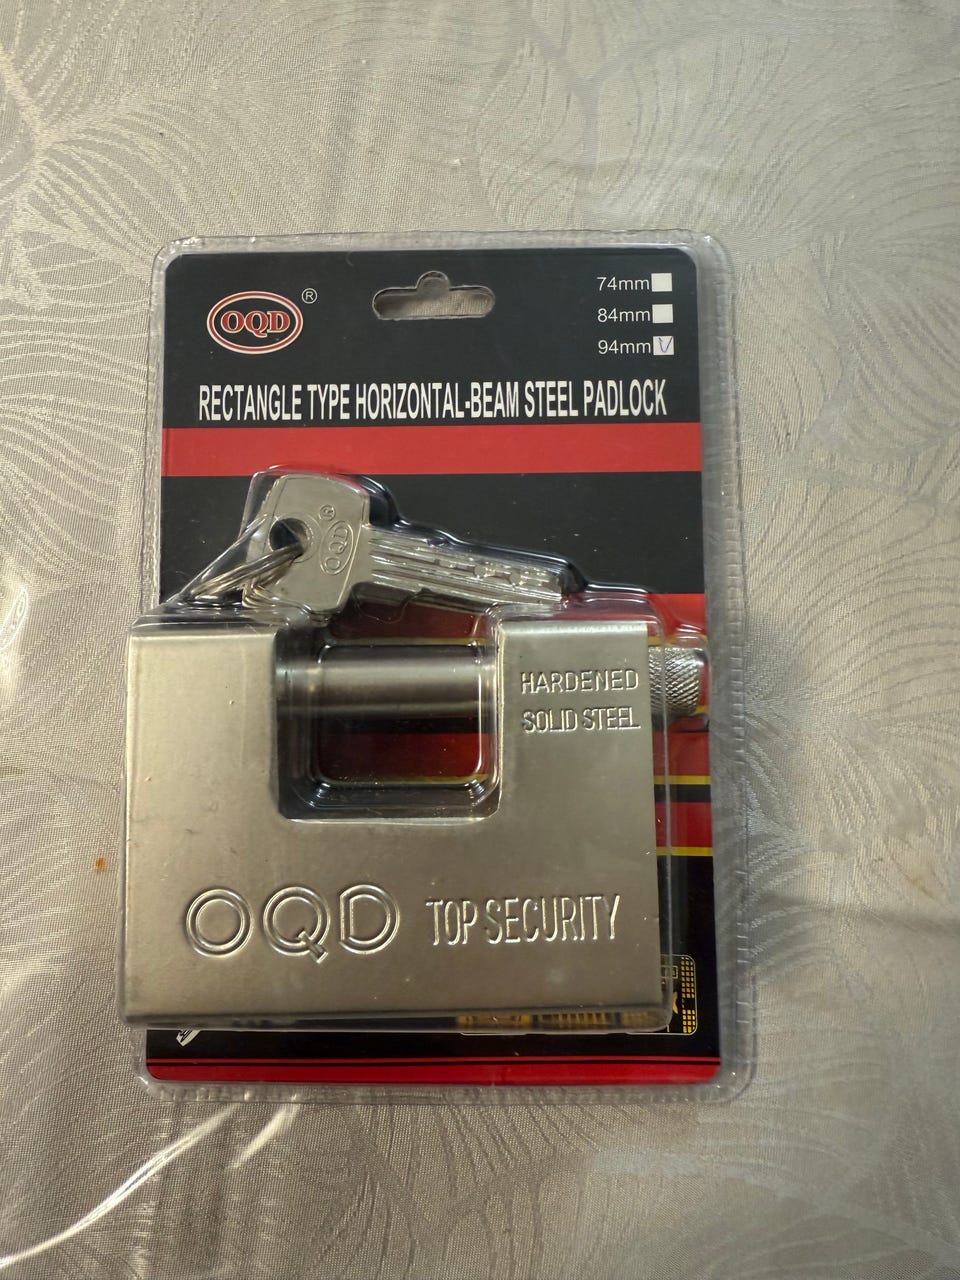 OQD ®
74mm
84mm
94mm
RECTANGLE TYPE HORIZONTAL-BEAM STEEL PADLOCK
OQD
HARDENED
SOLID STEEL
OQD TOP SECURITY